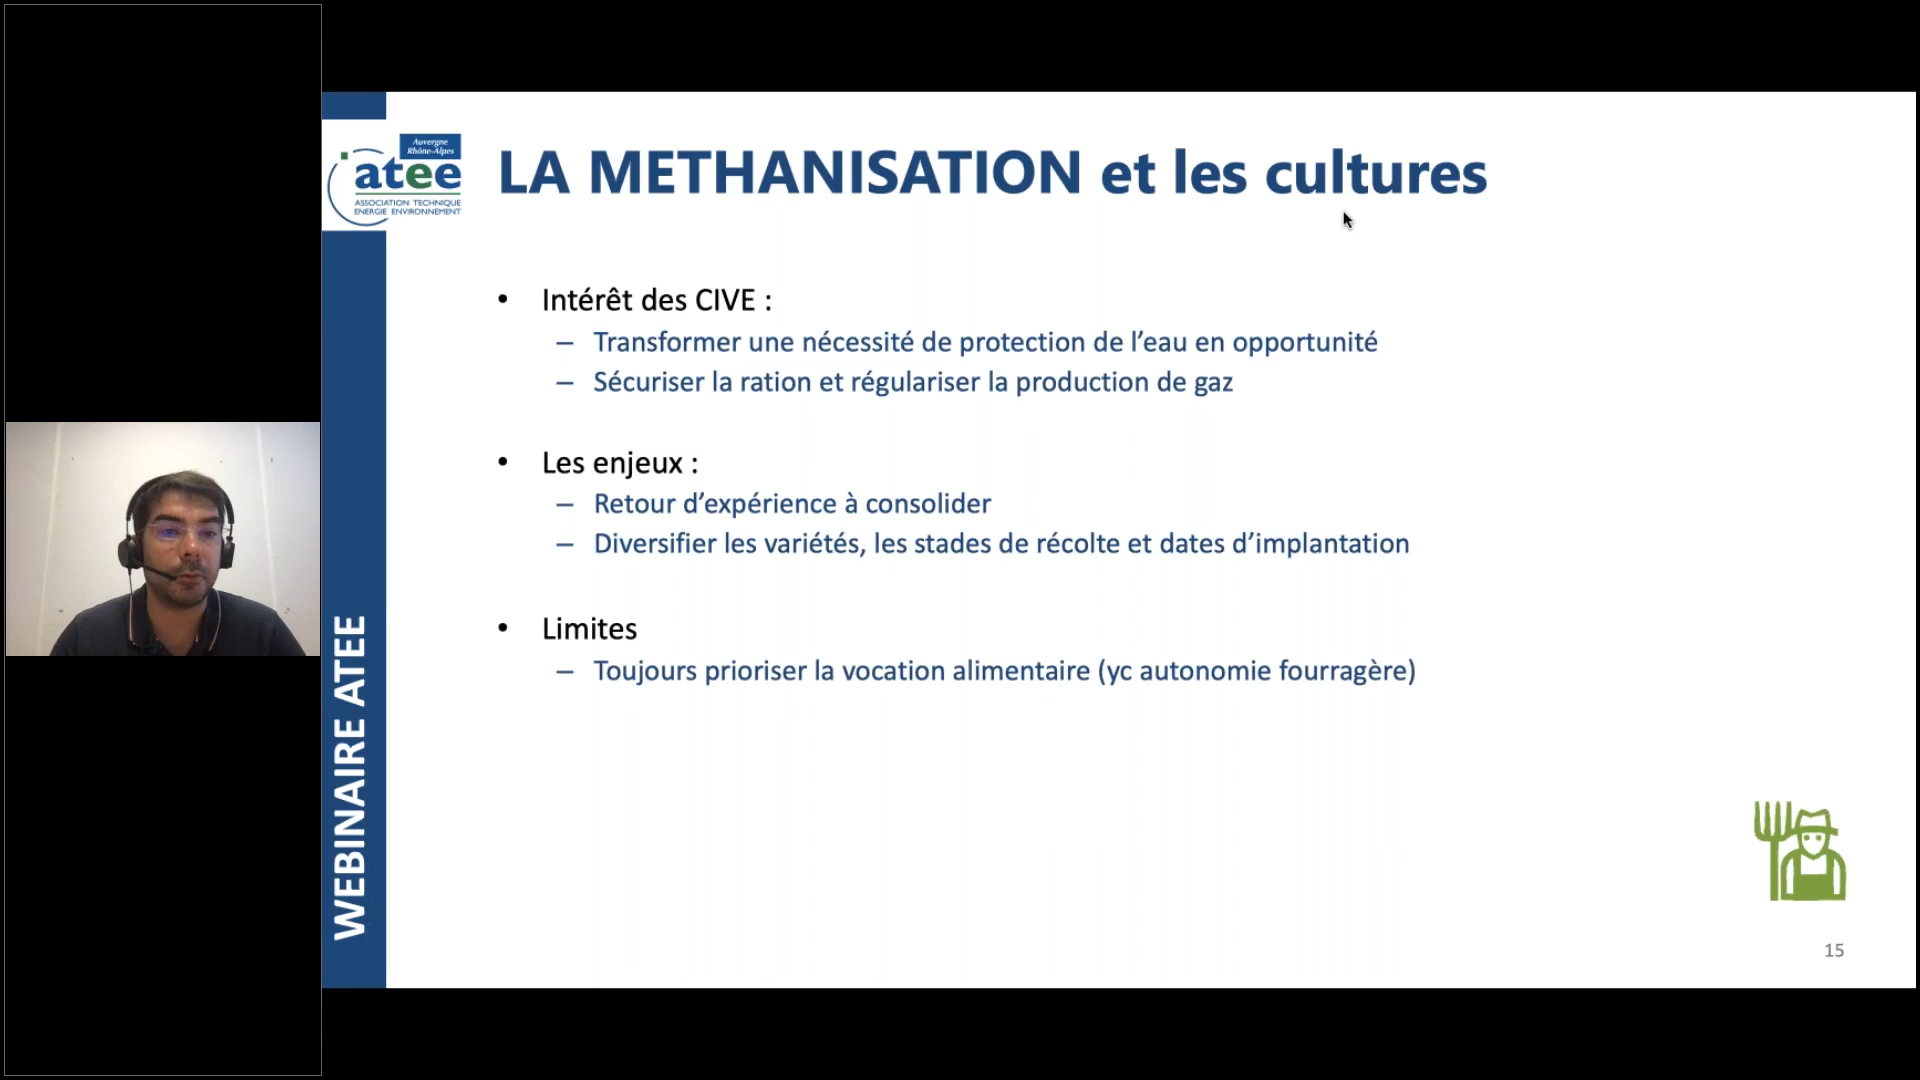 Auvergne
Rhône-Alpes
atee
ASSOCIATION TECHNIQUE
ENERGIE ENVIRONNEMENT
LA METHANISATION et les cultures
• Intérêt des CIVE :
– Transformer une nécessité de protection de l’eau en opportunité
– Sécuriser la ration et régulariser la production de gaz
• Les enjeux :
– Retour d’expérience à consolider
– Diversifier les variétés, les stades de récolte et dates d’implantation
• Limites
– Toujours prioriser la vocation alimentaire (yc autonomie fourragère)
WEBINAIRE ATEE
15